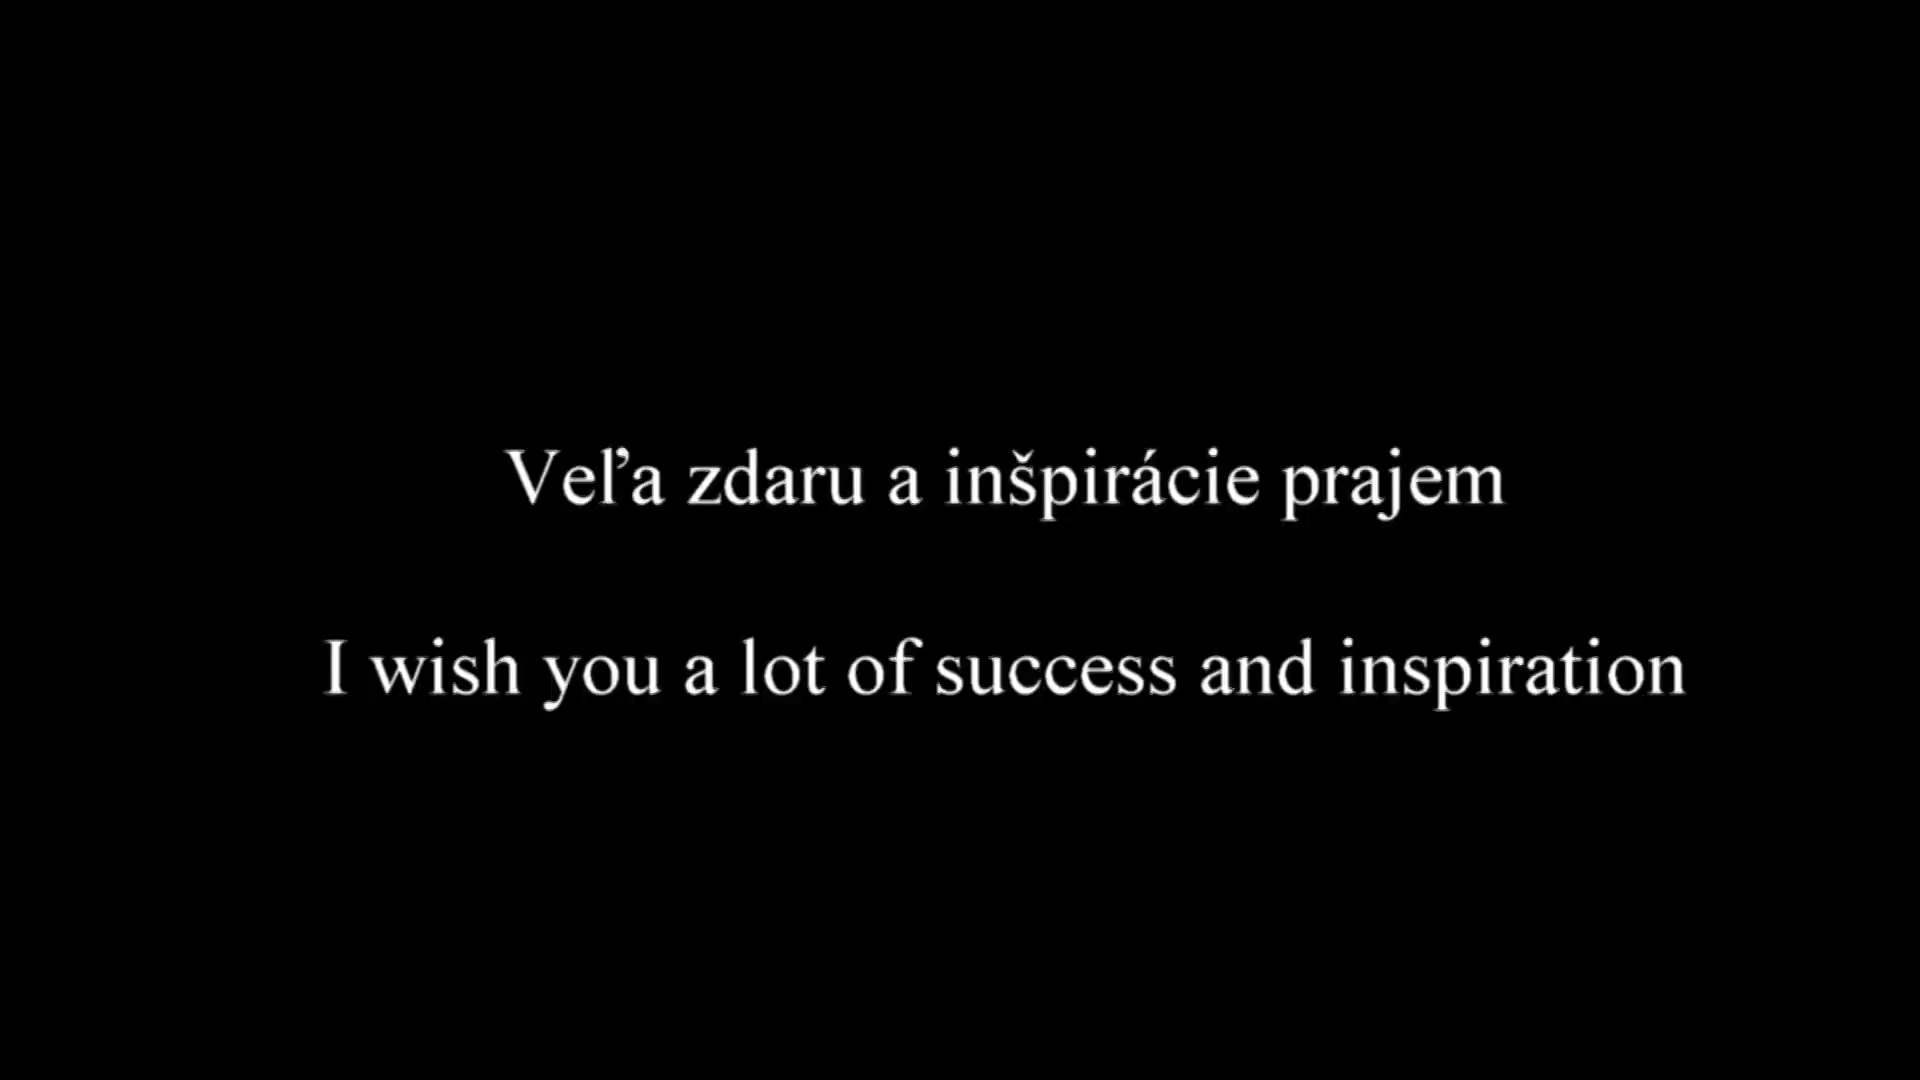 Veľa zdaru a inšpirácie prajem
I wish you a lot of success and inspiration